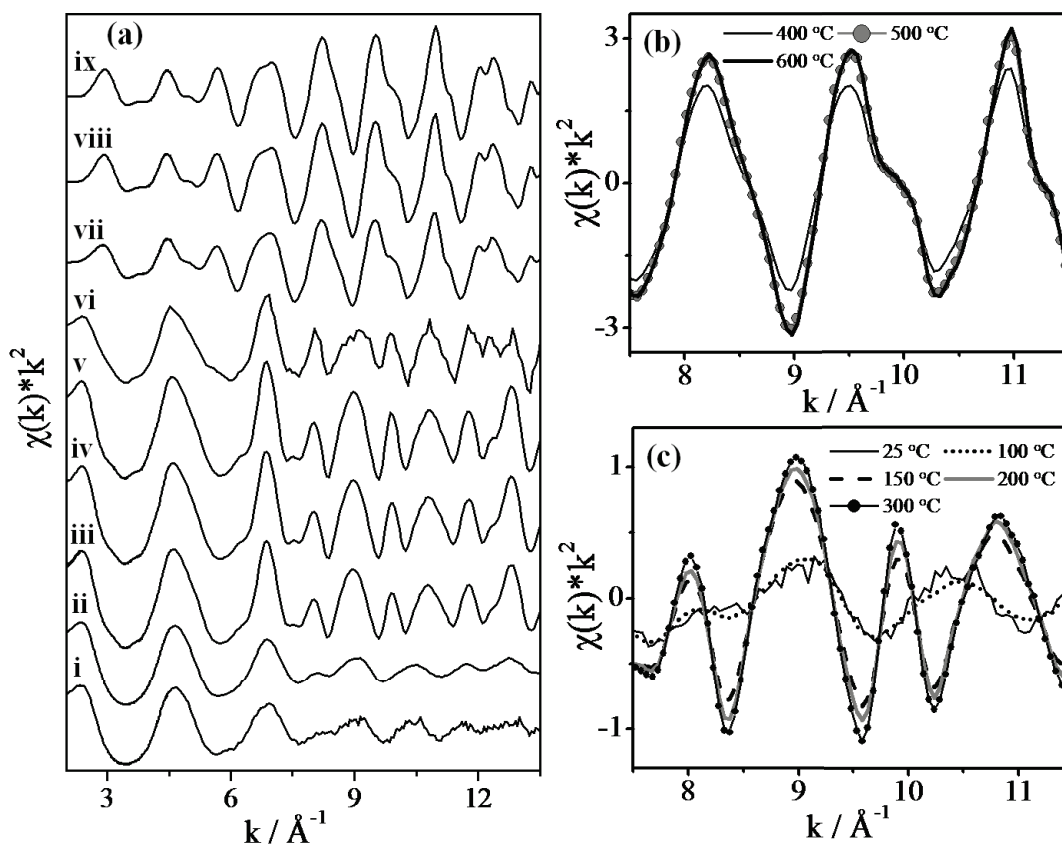 (a)
ix
viii
vii
vi
v
iv
iii
ii
i
χ(k)*k²
3
6
9
12
k / Å⁻¹
(b)
400 ºC
500 ºC
600 ºC
3
0
-3
χ(k)*k²
8
9
10
11
k / Å⁻¹
(c)
25 ºC
100 ºC
150 ºC
200 ºC
300 ºC
1
0
-1
χ(k)*k²
8
9
10
11
k / Å⁻¹